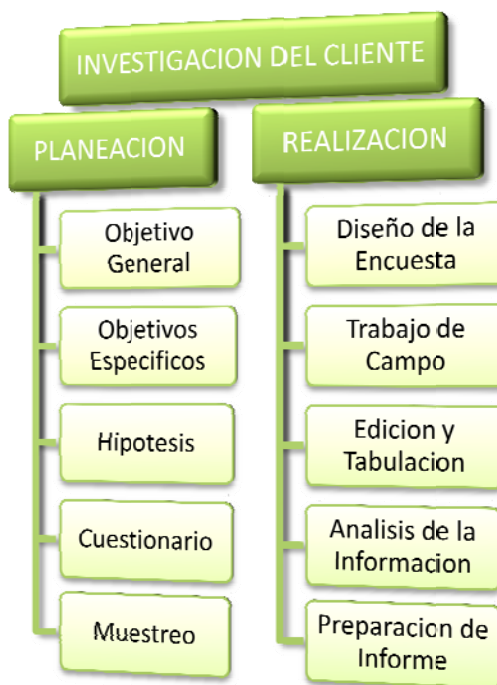 INVESTIGACION DEL CLIENTE
PLANEACION
Objetivo
General
Objetivos
Especificos
Hipotesis
Cuestionario
Muestreo
REALIZACION
Diseño de la
Encuesta
Trabajo de
Campo
Edicion y
Tabulacion
Analisis de la
Informacion
Preparacion de
Informe